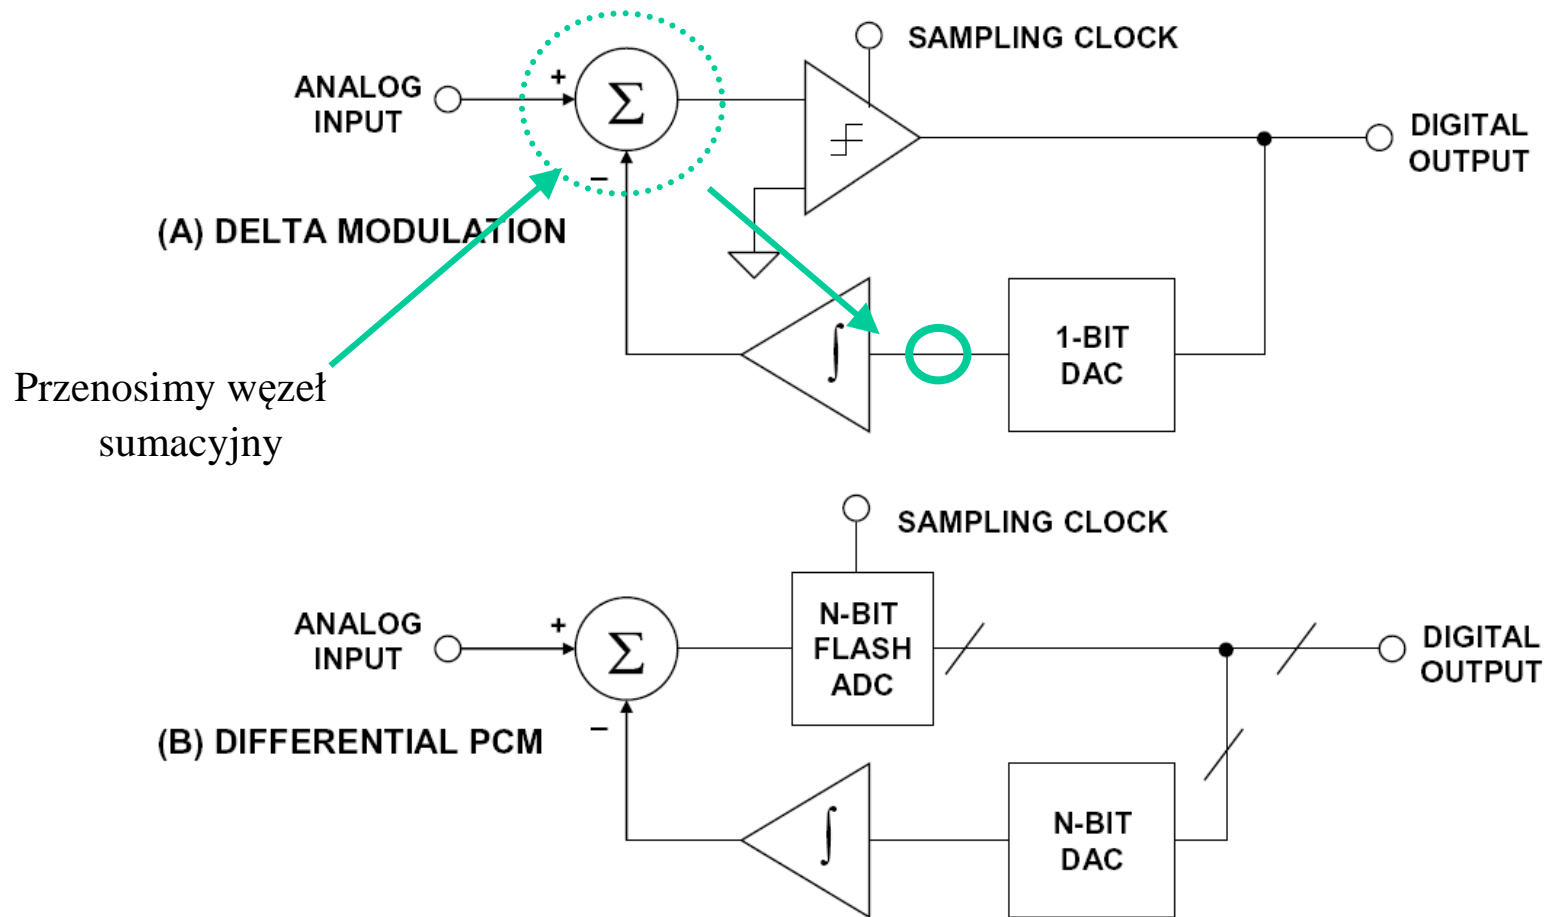 SAMPLING CLOCK
ANALOG
INPUT
+
Σ
−
DIGITAL
OUTPUT
(A) DELTA MODULATION
∫
1-BIT
DAC
Przenosimy węzeł
sumacyjny
SAMPLING CLOCK
ANALOG
INPUT
+
Σ
−
N-BIT
FLASH
ADC
DIGITAL
OUTPUT
(B) DIFFERENTIAL PCM
∫
N-BIT
DAC